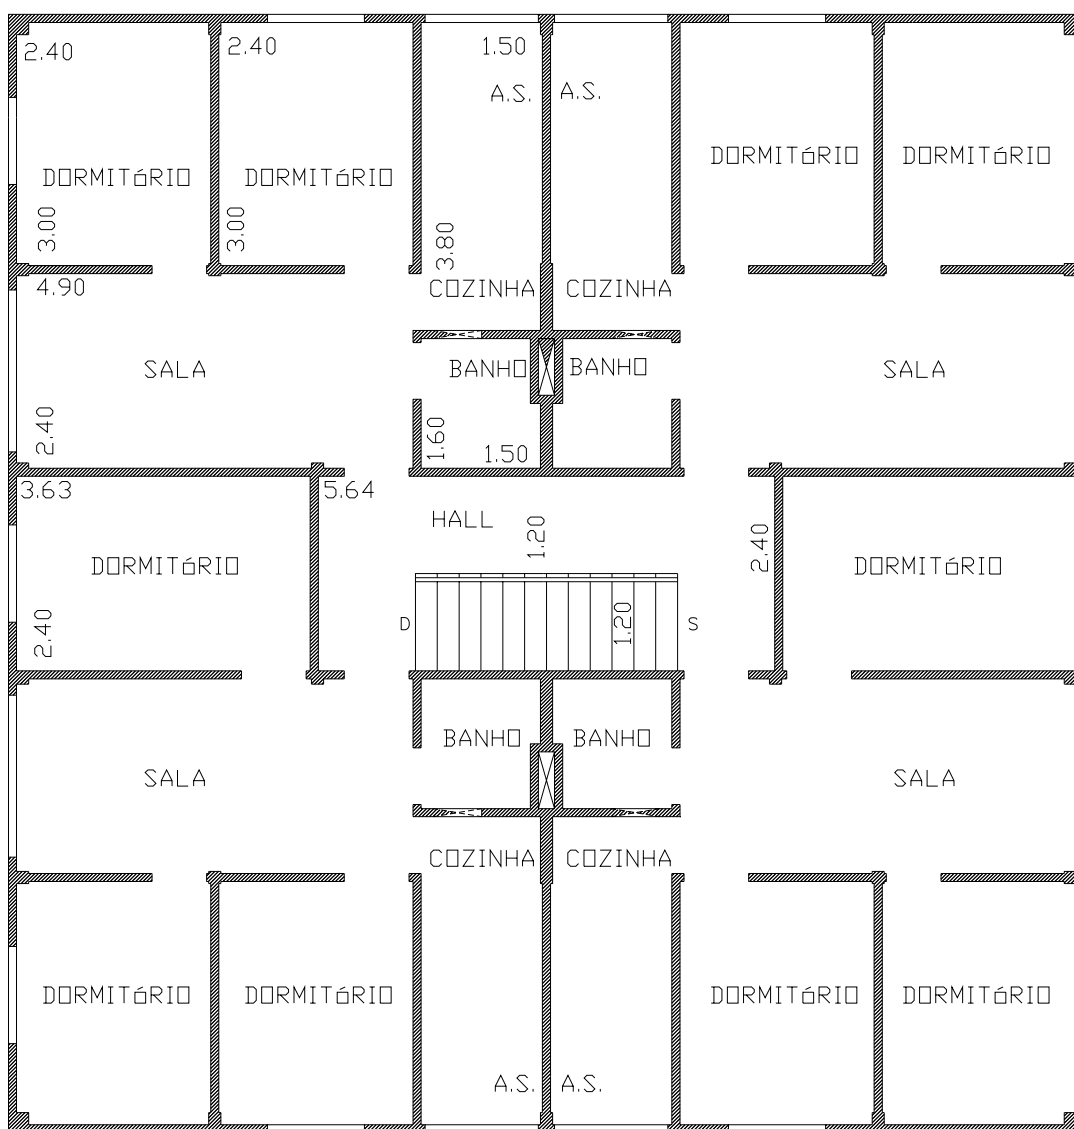 2.40
2.40
1.50
A.S.
A.S.
DORMITóRIO
DORMITóRIO
DORMITóRIO
DORMITóRIO
3.00
3.00
3.80
4.90
COZINHA
COZINHA
SALA
BANHO
BANHO
SALA
2.40
1.60
1.50
3.63
5.64
HALL
1.20
2.40
DORMITóRIO
DORMITóRIO
2.40
D
1.20
S
BANHO
BANHO
SALA
SALA
COZINHA
COZINHA
DORMITóRIO
DORMITóRIO
DORMITóRIO
DORMITóRIO
A.S.
A.S.